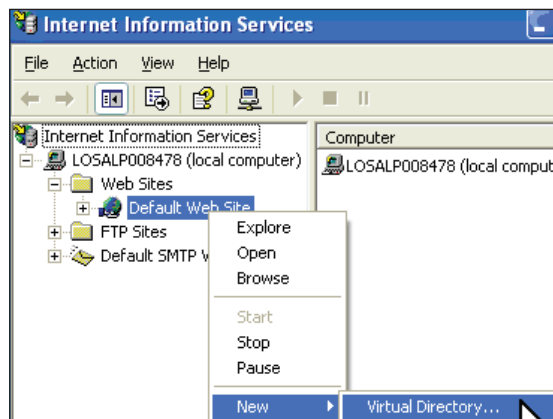 Internet Information Services
File Action View Help
Internet Information Services
Computer
LOSALP008478 (local computer)
LOSALP008478 (local comput
Web Sites
Default Web Site
FTP Sites
Default SMTP V
Explore
Open
Browse
Start
Stop
Pause
New
Virtual Directory...